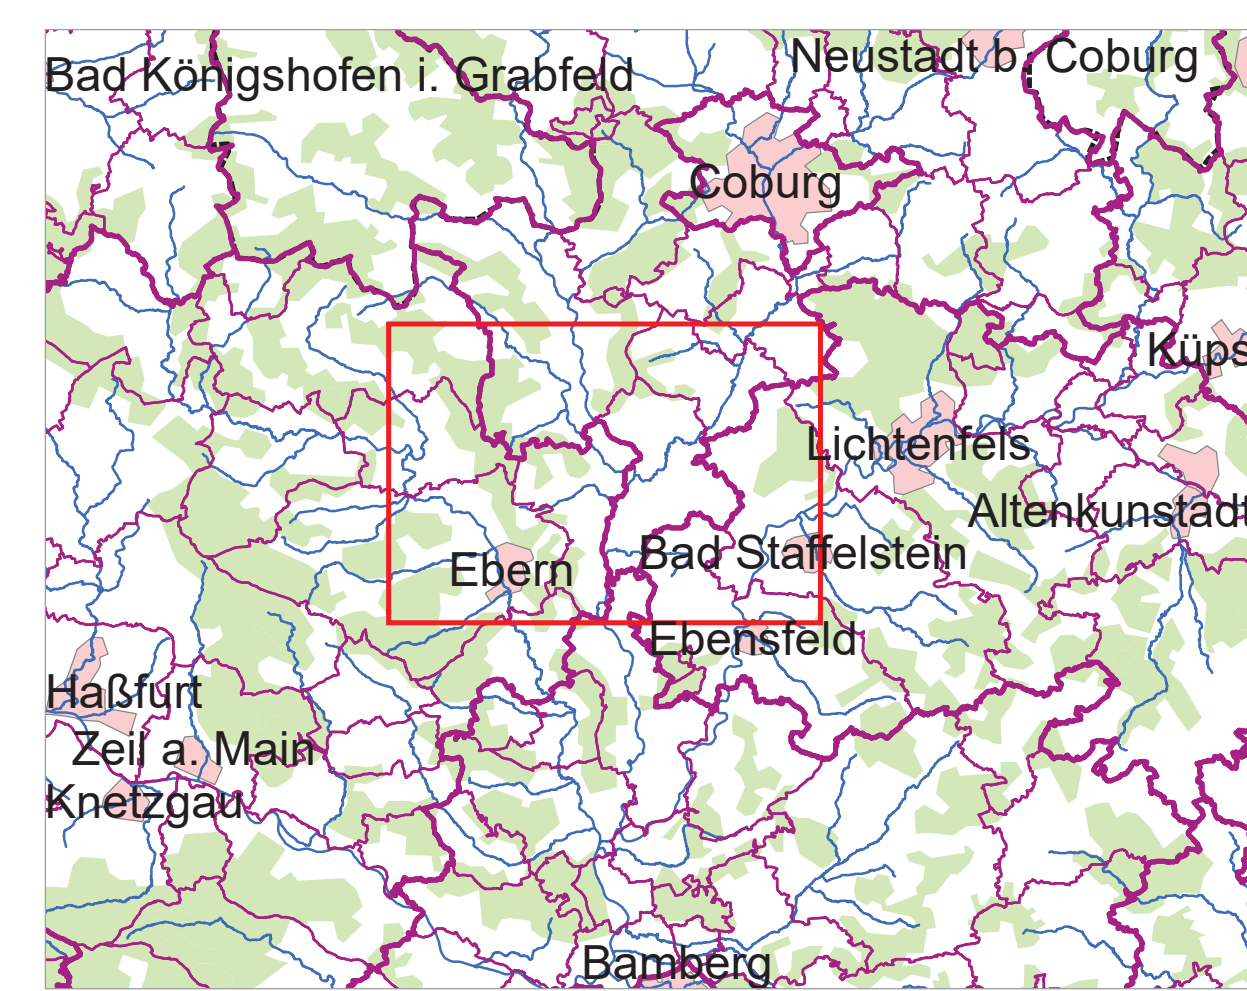 Neustadt b. Coburg
Bad Königshofen i. Grabfeld
Coburg
Küps
Lichtenfels
Altenkunstadt
Bad Staffelstein
Ebern
Ebensfeld
Haßfurt
Zeil a. Main
Knetzgau
Bamberg